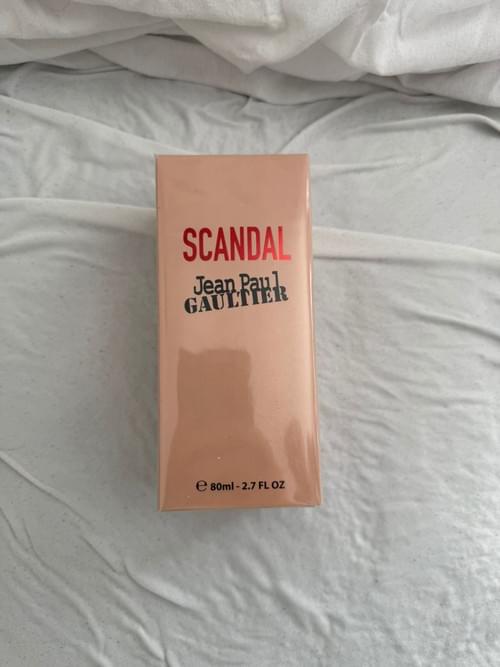 SCANDAL
Jean Paul
GAULTIER
℮ 80ml - 2.7 FL OZ